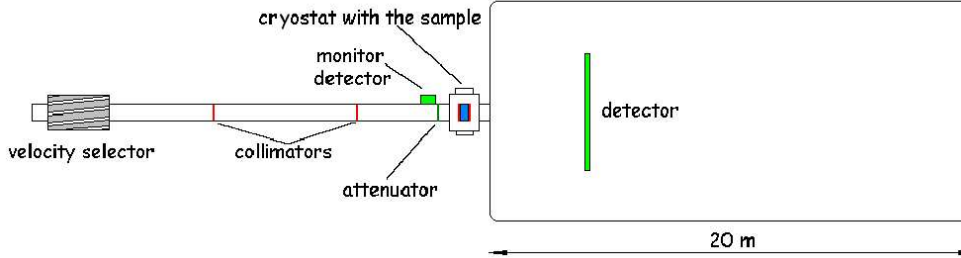 cryostat with the sample
monitor
detector
detector
velocity selector
collimators
attenuator
20 m